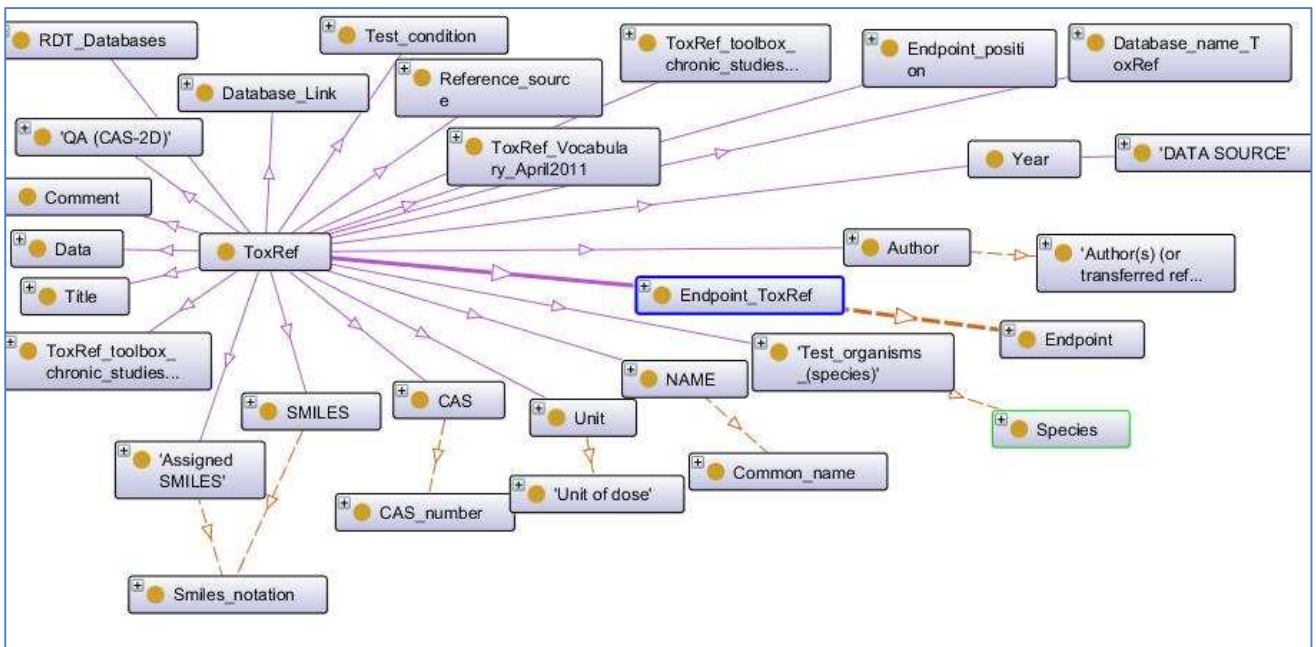 RDT_Databases
Test_condition
ToxRef_toolbox_
chronic_studies...
Endpoint_positi
on
Database_name_T
oxRef
Database_Link
Reference_sourc
e
'QA (CAS-2D)'
ToxRef_Vocabula
ry_April2011
Year
'DATA SOURCE'
Comment
Data
ToxRef
Author
'Author(s) (or
transferred ref...
Title
Endpoint_ToxRef
Endpoint
ToxRef_toolbox_
chronic_studies...
'Test_organisms
_(species)'
NAME
SMILES
CAS
Unit
Species
'Assigned
SMILES'
Common_name
CAS_number
'Unit of dose'
Smiles_notation